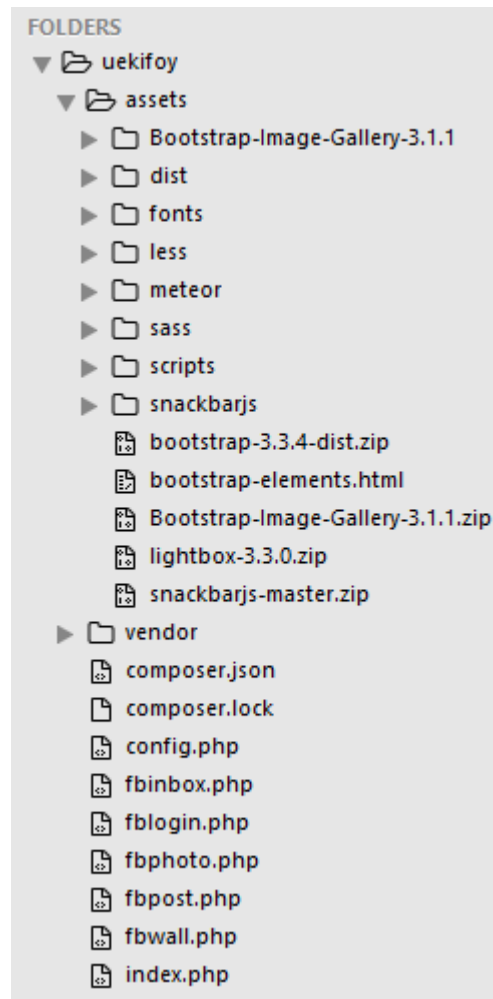 FOLDERS
uekifoy
assets
Bootstrap-Image-Gallery-3.1.1
dist
fonts
less
meteor
sass
scripts
snackbarjs
bootstrap-3.3.4-dist.zip
bootstrap-elements.html
Bootstrap-Image-Gallery-3.1.1.zip
lightbox-3.3.0.zip
snackbarjs-master.zip
vendor
composer.json
composer.lock
config.php
fbinbox.php
fblogin.php
fbphoto.php
fbpost.php
fbwall.php
index.php